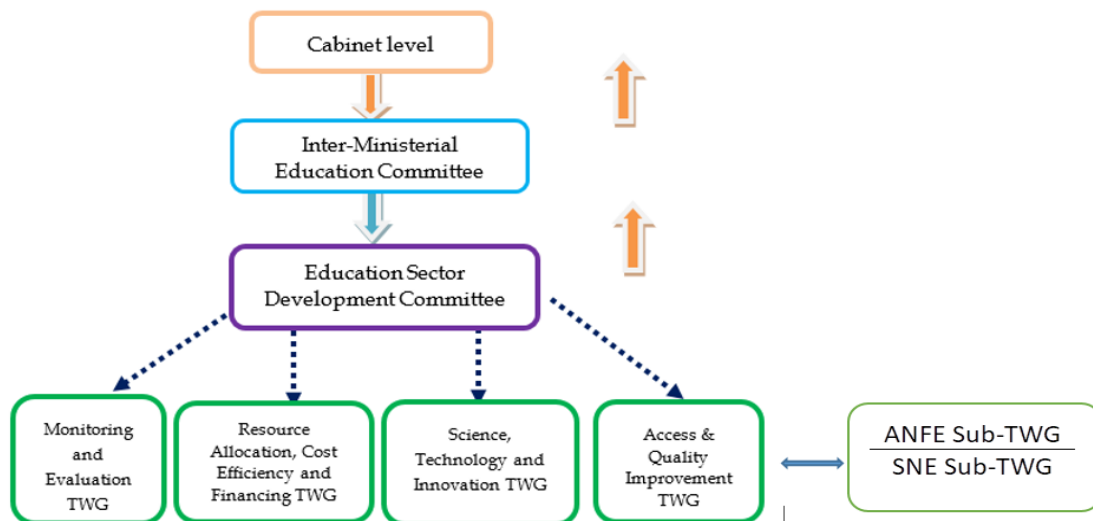 Cabinet level
Inter-Ministerial
Education Committee
Education Sector
Development Committee
Monitoring
and
Evaluation
TWG
Resource
Allocation, Cost
Efficiency and
Financing TWG
Science,
Technology and
Innovation TWG
Access &
Quality
Improvement
TWG
ANFE Sub-TWG
SNE Sub-TWG